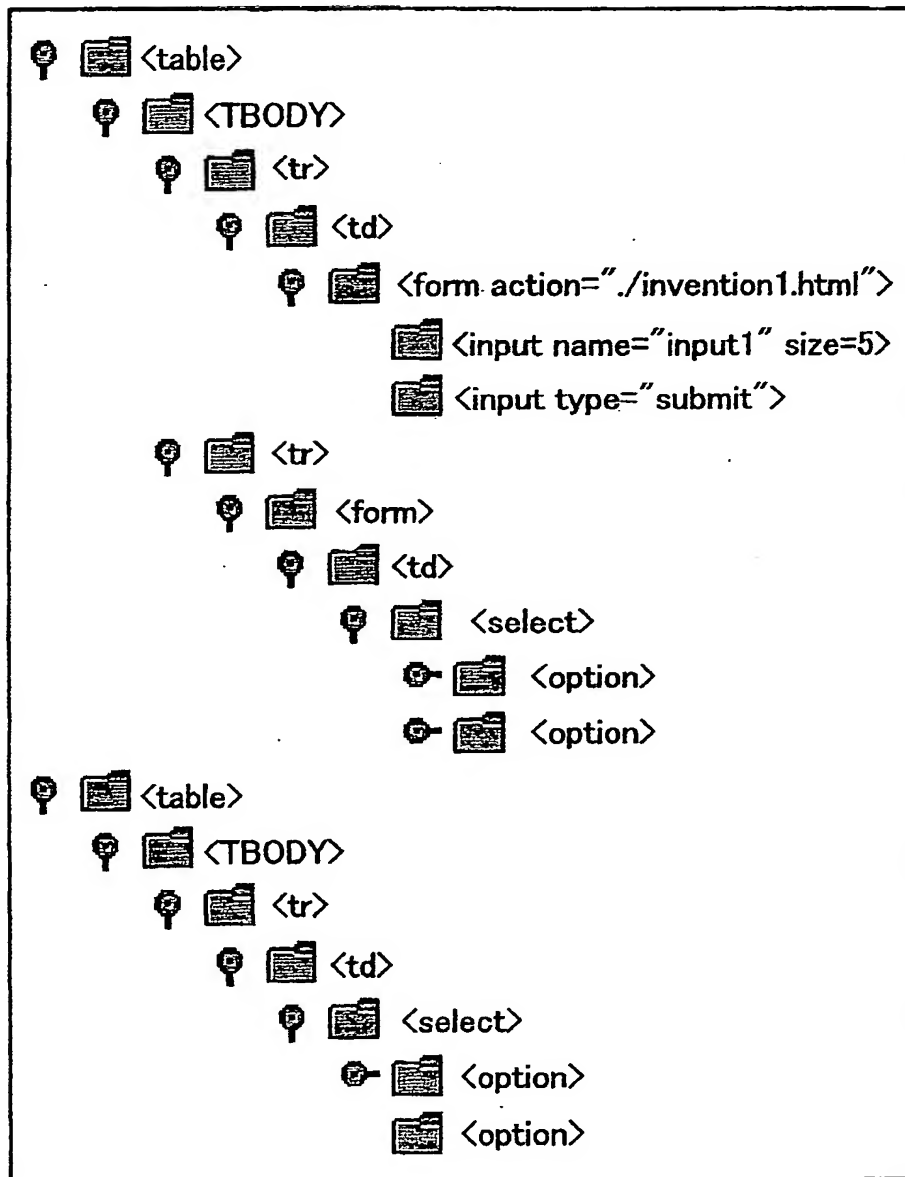 <table>
<TBODY>
<tr>
<td>
<form action="./invention1.html">
<input name="input1" size=5>
<input type="submit">
<tr>
<form>
<td>
<select>
<option>
<option>
<table>
<TBODY>
<tr>
<td>
<select>
<option>
<option>